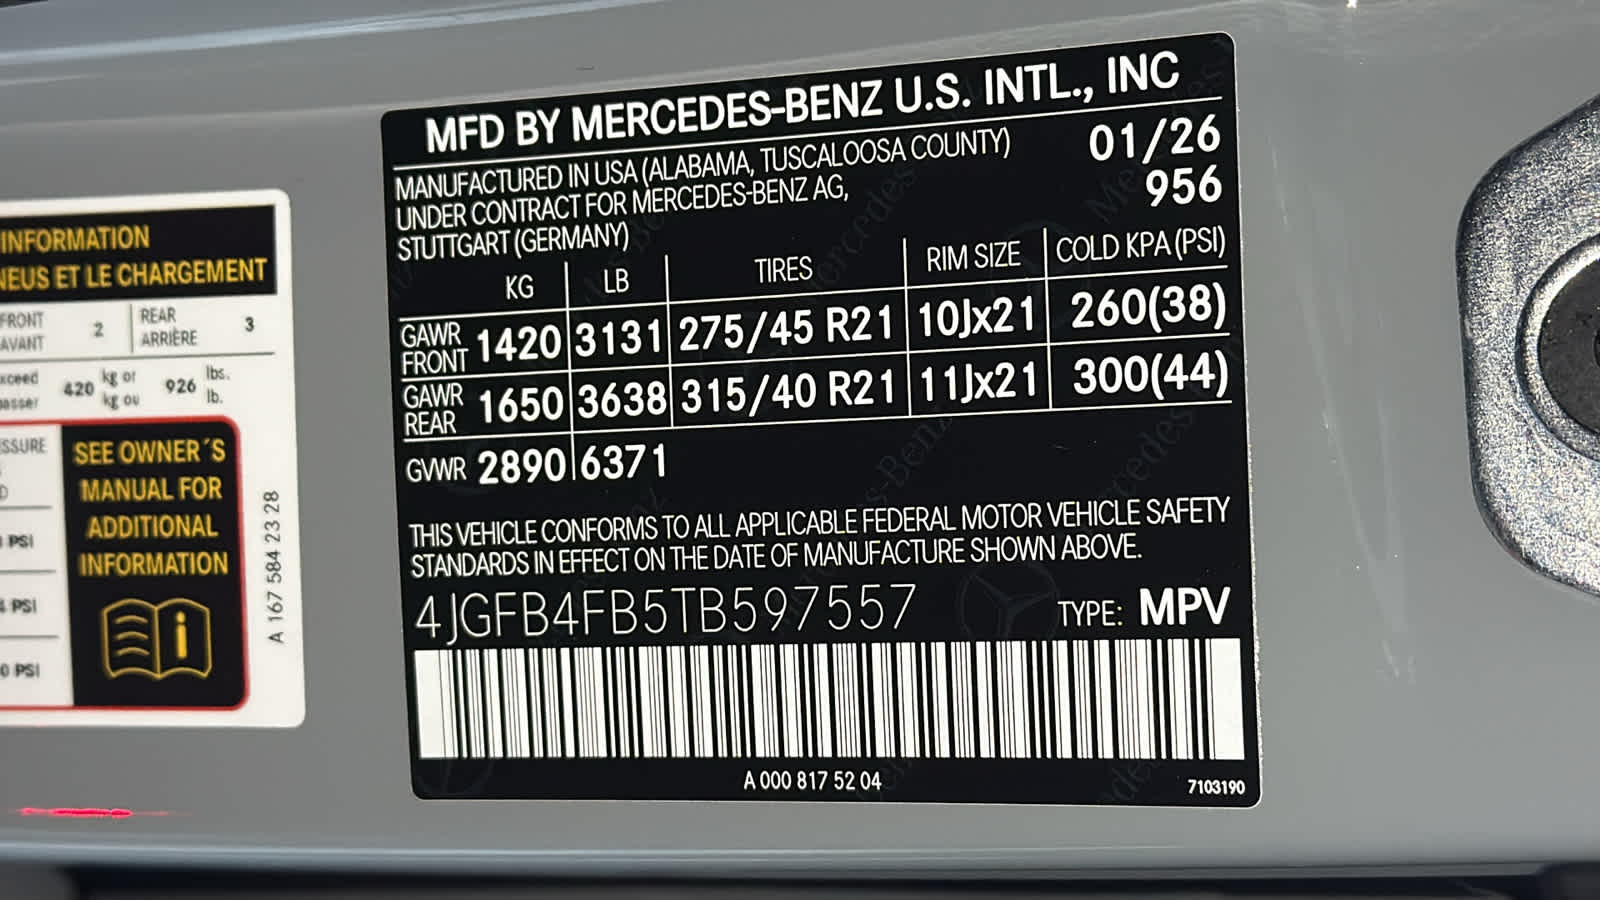 INFORMATION
NEUS ET LE CHARGEMENT
FRONT
AVANT
2
REAR
ARRIÈRE
3
420
kg or
kg ou
926
lbs.
lb.
SEE OWNER´S
MANUAL FOR
ADDITIONAL
INFORMATION
PSI
PSI
PSI
A 167 584 23 28
MFD BY MERCEDES-BENZ U.S. INTL., INC
MANUFACTURED IN USA (ALABAMA, TUSCALOOSA COUNTY)
UNDER CONTRACT FOR MERCEDES-BENZ AG,
STUTTGART (GERMANY)
01/26
956
KG LB TIRES RIM SIZE COLD KPA (PSI)
GAWR FRONT 1420 3131 275/45 R21 10Jx21 260(38)
GAWR REAR 1650 3638 315/40 R21 11Jx21 300(44)
GVWR 2890 6371
THIS VEHICLE CONFORMS TO ALL APPLICABLE FEDERAL MOTOR VEHICLE SAFETY
STANDARDS IN EFFECT ON THE DATE OF MANUFACTURE SHOWN ABOVE.
4JGFB4FB5TB597557 TYPE: MPV
A 000 817 52 04
7103190